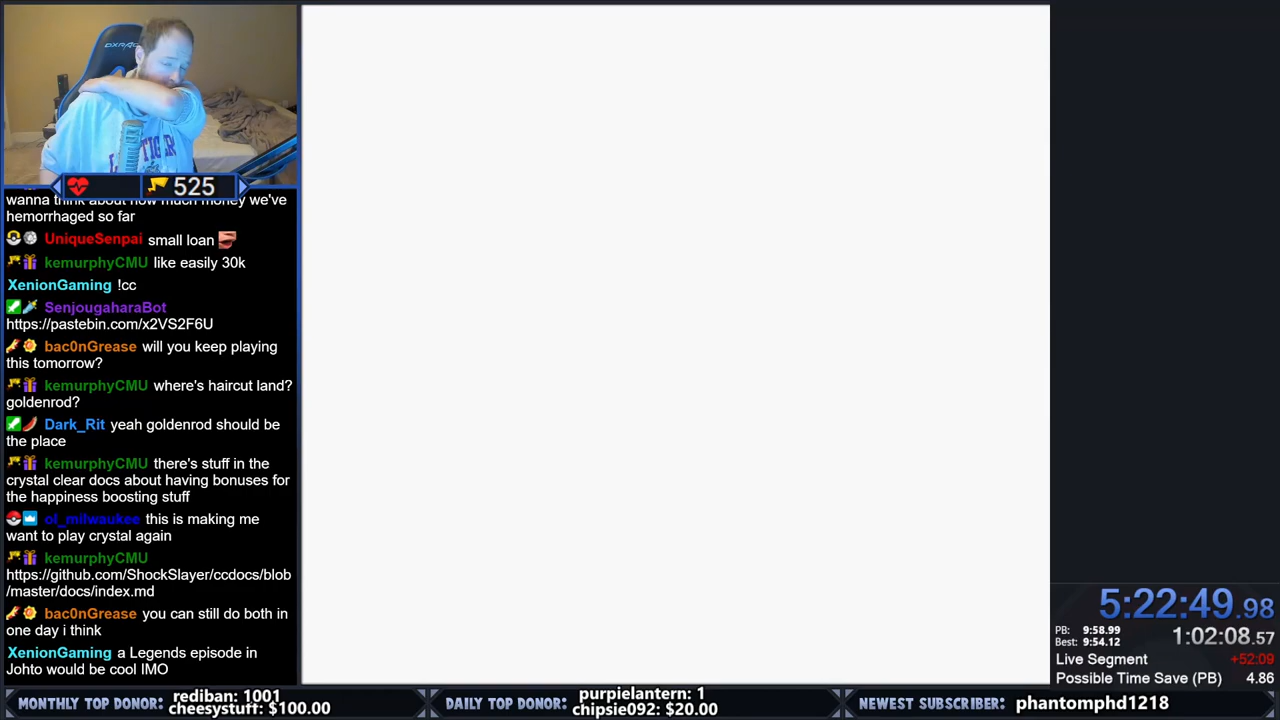 DXRACER
TIGER
525
wanna think about how much money we've
hemorrhaged so far
UniqueSenpai small loan
kemurphyCMU like easily 30k
XenionGaming !cc
SenjougaharaBot
https://pastebin.com/x2VS2F6U
bac0nGrease will you keep playing
this tomorrow?
kemurphyCMU where's haircut land?
goldenrod?
Dark_Rit yeah goldenrod should be
the place
kemurphyCMU there's stuff in the
crystal clear docs about having bonuses for
the happiness boosting stuff
ol_milwaukee this is making me
want to play crystal again
kemurphyCMU
https://github.com/ShockSlayer/ccdocs/blob
/master/docs/index.md
bac0nGrease you can still do both in
one day i think
XenionGaming a Legends episode in
Johto would be cool IMO
5:22:49.98
PB: 9:58.99
Best: 9:54.12
1:02:08.57
Live Segment +52:09
Possible Time Save (PB) 4.86
MONTHLY TOP DONOR: rediban: 1001
cheesystuff: $100.00
DAILY TOP DONOR: purpielantern: 1
chipsie092: $20.00
NEWEST SUBSCRIBER: phantomphd1218